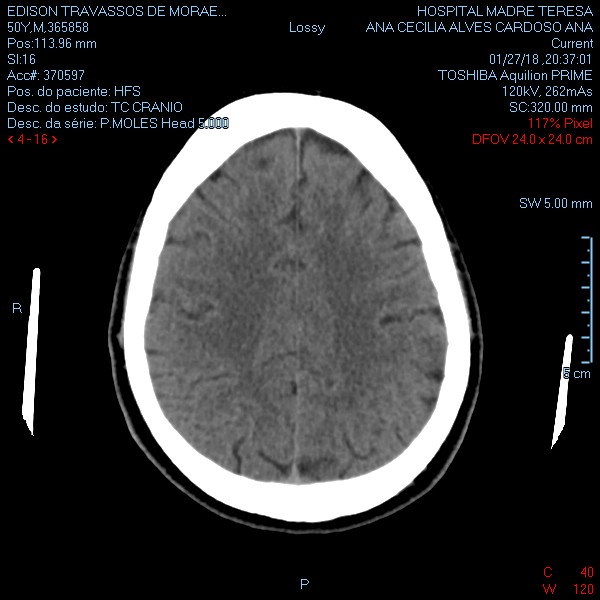 EDISON TRAVASSOS DE MORAE...
50Y,M,365858
Pos:113.96 mm
SI:16
Acc#: 370597
Pos. do paciente: HFS
Desc. do estudo: TC CRANIO
Desc. da série: P.MOLES Head 5.000
< 4 - 16 >
Lossy
HOSPITAL MADRE TERESA
ANA CECILIA ALVES CARDOSO ANA
Current
01/27/18 ,20:37:01
TOSHIBA Aquilion PRIME
120kV, 262mAs
SC:320.00 mm
117% Pixel
DFOV 24.0 x 24.0 cm
SW 5.00 mm
R
5 cm
P
C 40
W 120